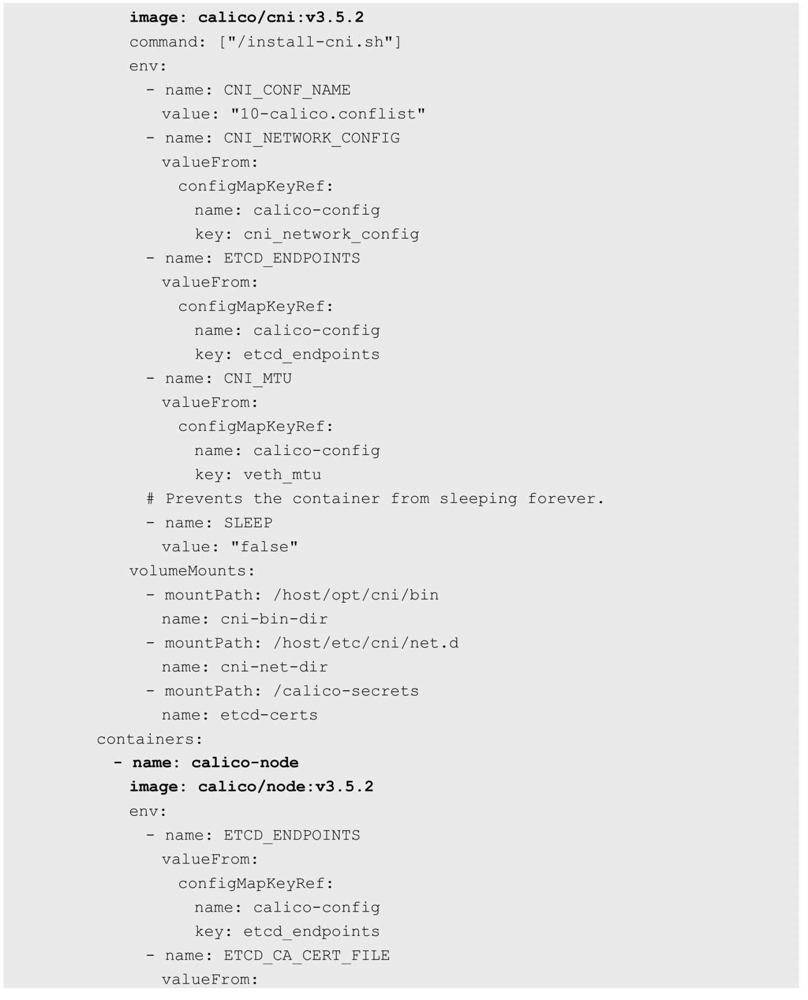 image: calico/cni:v3.5.2
command: ["/install-cni.sh"]
env:
- name: CNI_CONF_NAME
value: "10-calico.conflist"
- name: CNI_NETWORK_CONFIG
valueFrom:
configMapKeyRef:
name: calico-config
key: cni_network_config
- name: ETCD_ENDPOINTS
valueFrom:
configMapKeyRef:
name: calico-config
key: etcd_endpoints
- name: CNI_MTU
valueFrom:
configMapKeyRef:
name: calico-config
key: veth_mtu
# Prevents the container from sleeping forever.
- name: SLEEP
value: "false"
volumeMounts:
- mountPath: /host/opt/cni/bin
name: cni-bin-dir
- mountPath: /host/etc/cni/net.d
name: cni-net-dir
- mountPath: /calico-secrets
name: etcd-certs
containers:
- name: calico-node
image: calico/node:v3.5.2
env:
- name: ETCD_ENDPOINTS
valueFrom:
configMapKeyRef:
name: calico-config
key: etcd_endpoints
- name: ETCD_CA_CERT_FILE
valueFrom: